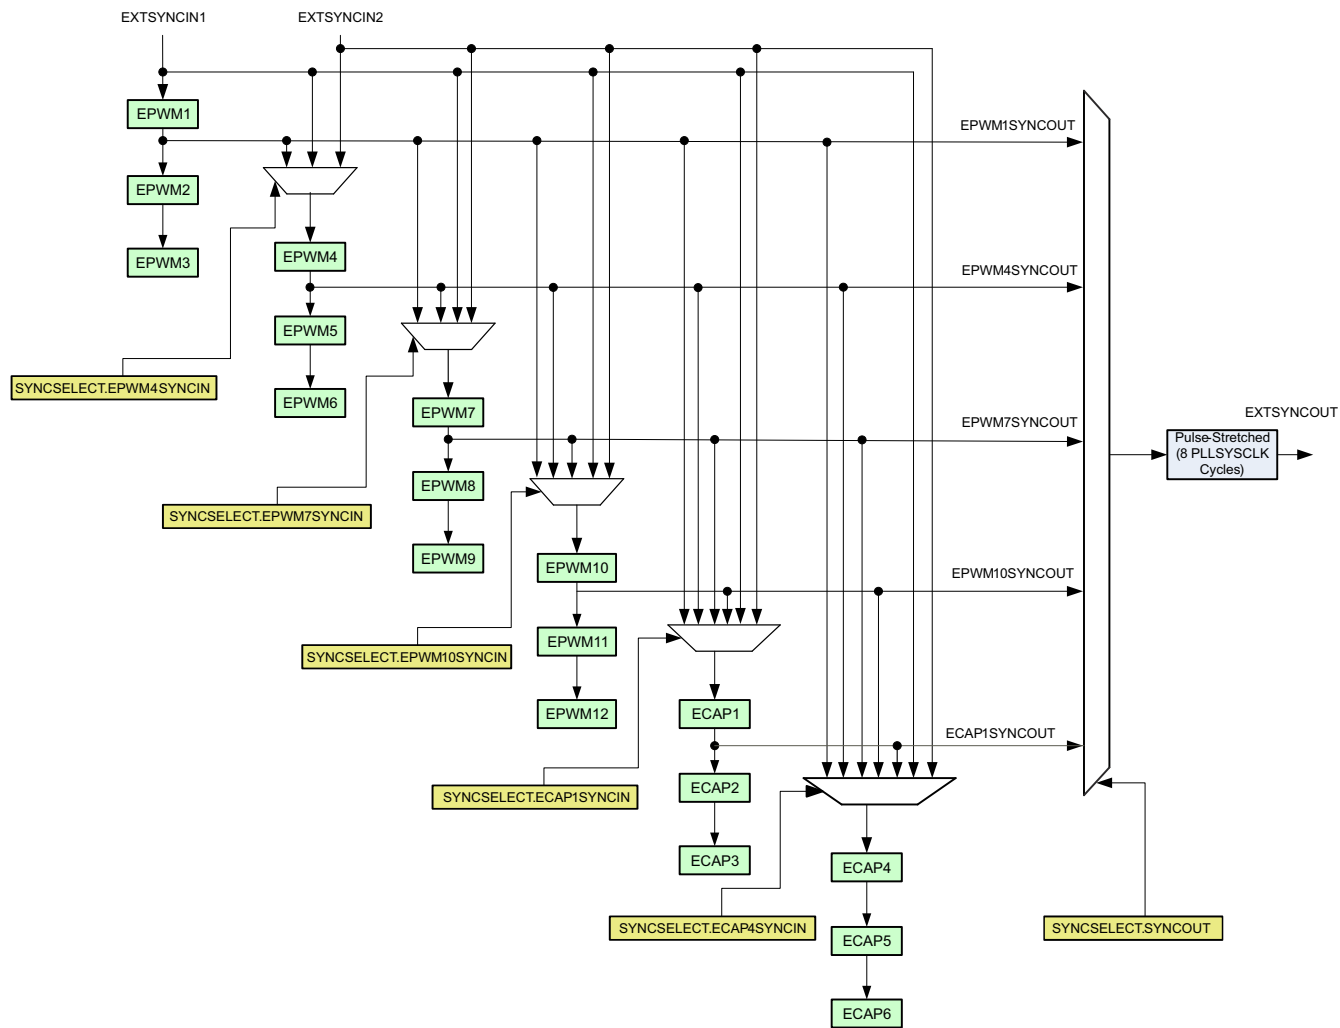 EXTSYNCIN1
EXTSYNCIN2
EPWM1
EPWM1SYNCOUT
EPWM2
EPWM3
EPWM4
EPWM4SYNCOUT
EPWM5
EPWM6
SYNCSELECT.EPWM4SYNCIN
EPWM7
EPWM7SYNCOUT
EXTSYNCOUT
Pulse-Stretched
(8 PLLSYSCLK
Cycles)
EPWM8
SYNCSELECT.EPWM7SYNCIN
EPWM9
EPWM10
EPWM10SYNCOUT
EPWM11
SYNCSELECT.EPWM10SYNCIN
EPWM12
ECAP1
ECAP1SYNCOUT
ECAP2
SYNCSELECT.ECAP1SYNCIN
ECAP3
ECAP4
SYNCSELECT.ECAP4SYNCIN
SYNCSELECT.SYNCOUT
ECAP5
ECAP6